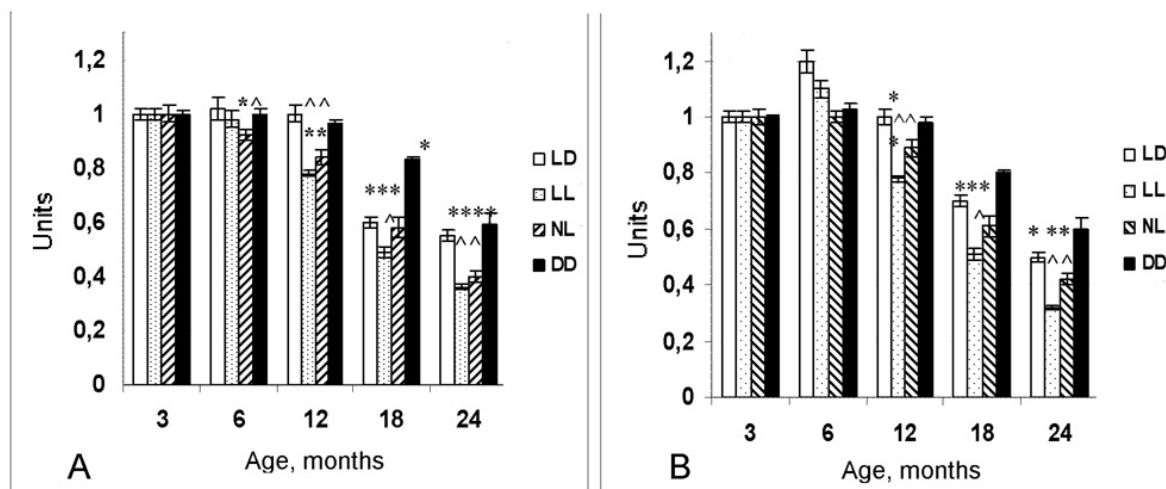 1,2
1
0,8
0,6
0,4
0,2
0
Units
*^
^^
**
***
^
*
****
^^
3 6 12 18 24
Age, months
A
LD
LL
NL
DD
1,2
1
0,8
0,6
0,4
0,2
0
Units
*
^^
*
***
^
* **
^^
3 6 12 18 24
Age, months
B
LD
LL
NL
DD